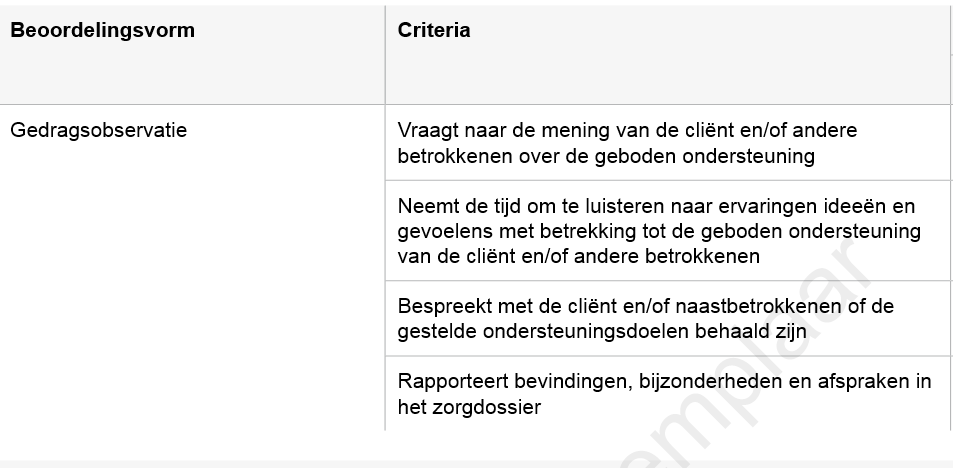 Beoordelingsvorm
Criteria
Gedragsobservatie
Vraagt naar de mening van de cliënt en/of andere
betrokkenen over de geboden ondersteuning
Neemt de tijd om te luisteren naar ervaringen ideeën en
gevoelens met betrekking tot de geboden ondersteuning
van de cliënt en/of andere betrokkenen
Bespreekt met de cliënt en/of naastbetrokkenen of de
gestelde ondersteuningsdoelen behaald zijn
Rapporteert bevindingen, bijzonderheden en afspraken in
het zorgdossier
emplaar